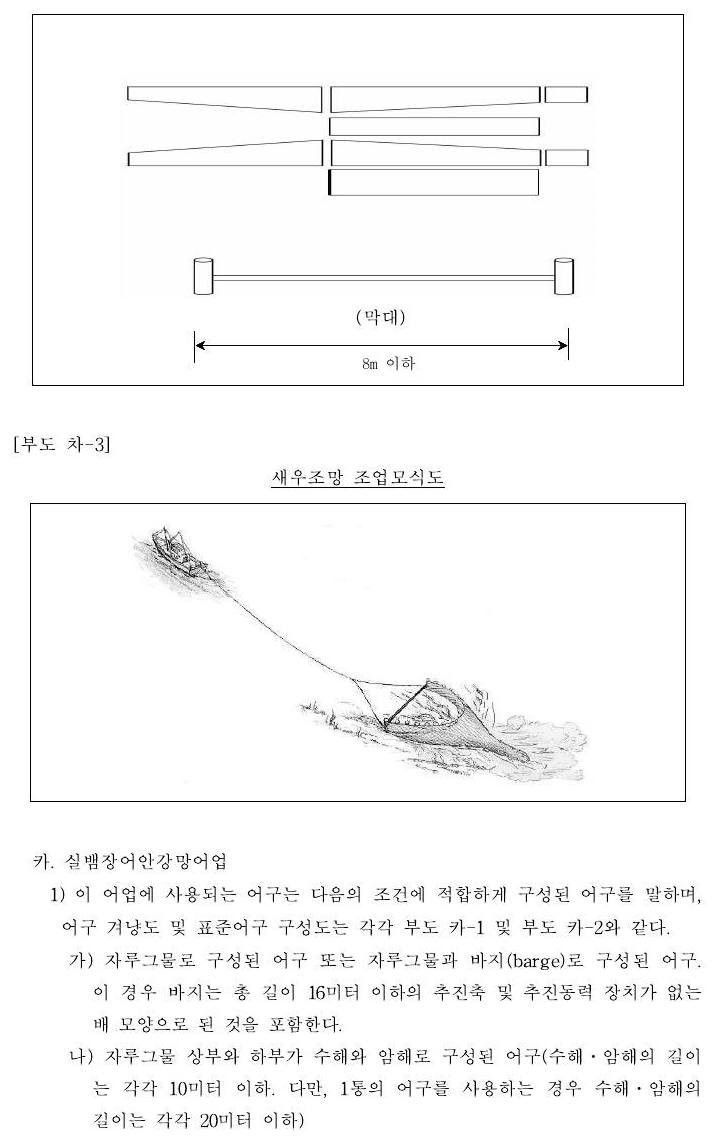 (막대)
8m 이하
[부도 차-3]
새우조망 조업모식도
카. 실뱀장어안강망어업
1) 이 어업에 사용되는 어구는 다음의 조건에 적합하게 구성된 어구를 말하며,
어구 겨냥도 및 표준어구 구성도는 각각 부도 카-1 및 부도 카-2와 같다.
가) 자루그물로 구성된 어구 또는 자루그물과 바지(barge)로 구성된 어구.
이 경우 바지는 총 길이 16미터 이하의 추진축 및 추진동력 장치가 없는
배 모양으로 된 것을 포함한다.
나) 자루그물 상부와 하부가 수해와 암해로 구성된 어구(수해·암해의 길이
는 각각 10미터 이하. 다만, 1통의 어구를 사용하는 경우 수해·암해의
길이는 각각 20미터 이하)